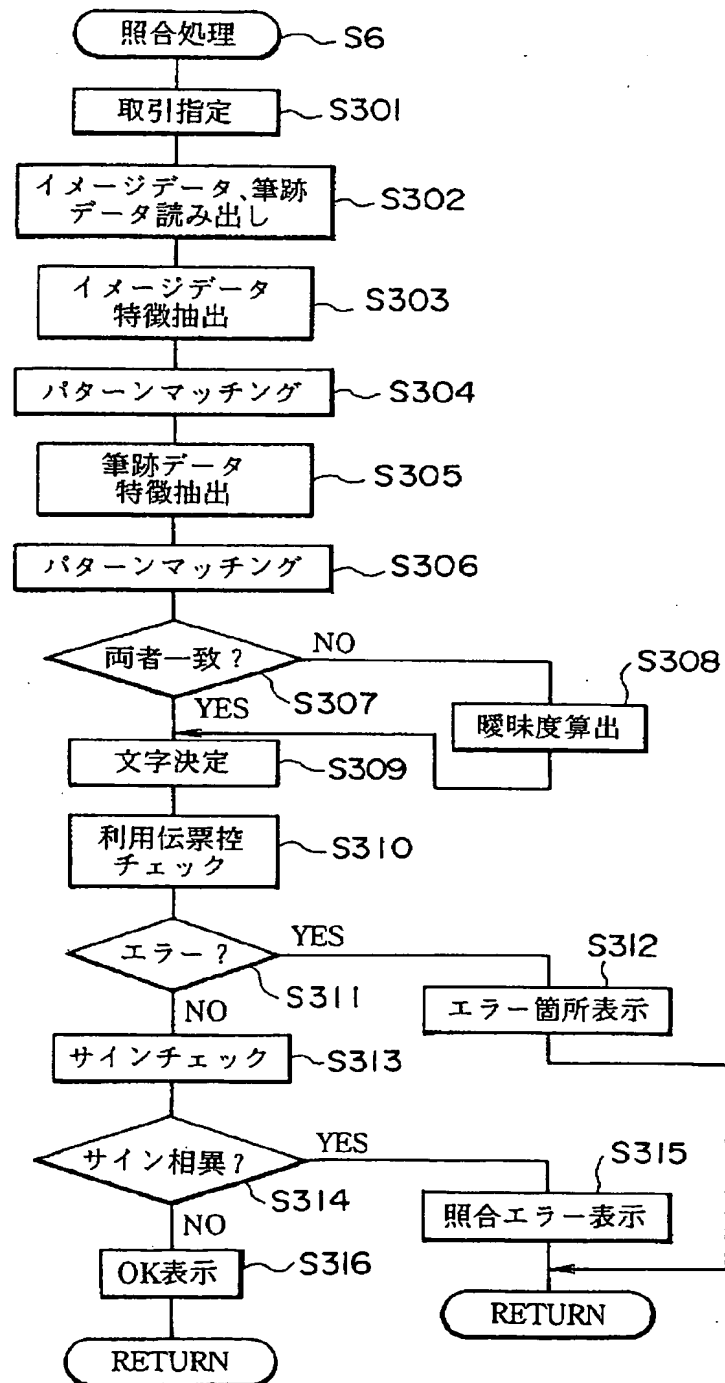 照合処理
S6
取引指定
S301
イメージデータ、筆跡
データ読み出し
S302
イメージデータ
特徴抽出
S303
パターンマッチング
S304
筆跡データ
特徴抽出
S305
パターンマッチング
S306
両者一致?
NO
S307
YES
S308
曖昧度算出
文字決定
S309
利用伝票控
チェック
S310
エラー?
YES
S311
NO
S312
エラー箇所表示
サインチェック
S313
サイン相異?
YES
S314
NO
S315
照合エラー表示
OK表示
S316
RETURN
RETURN